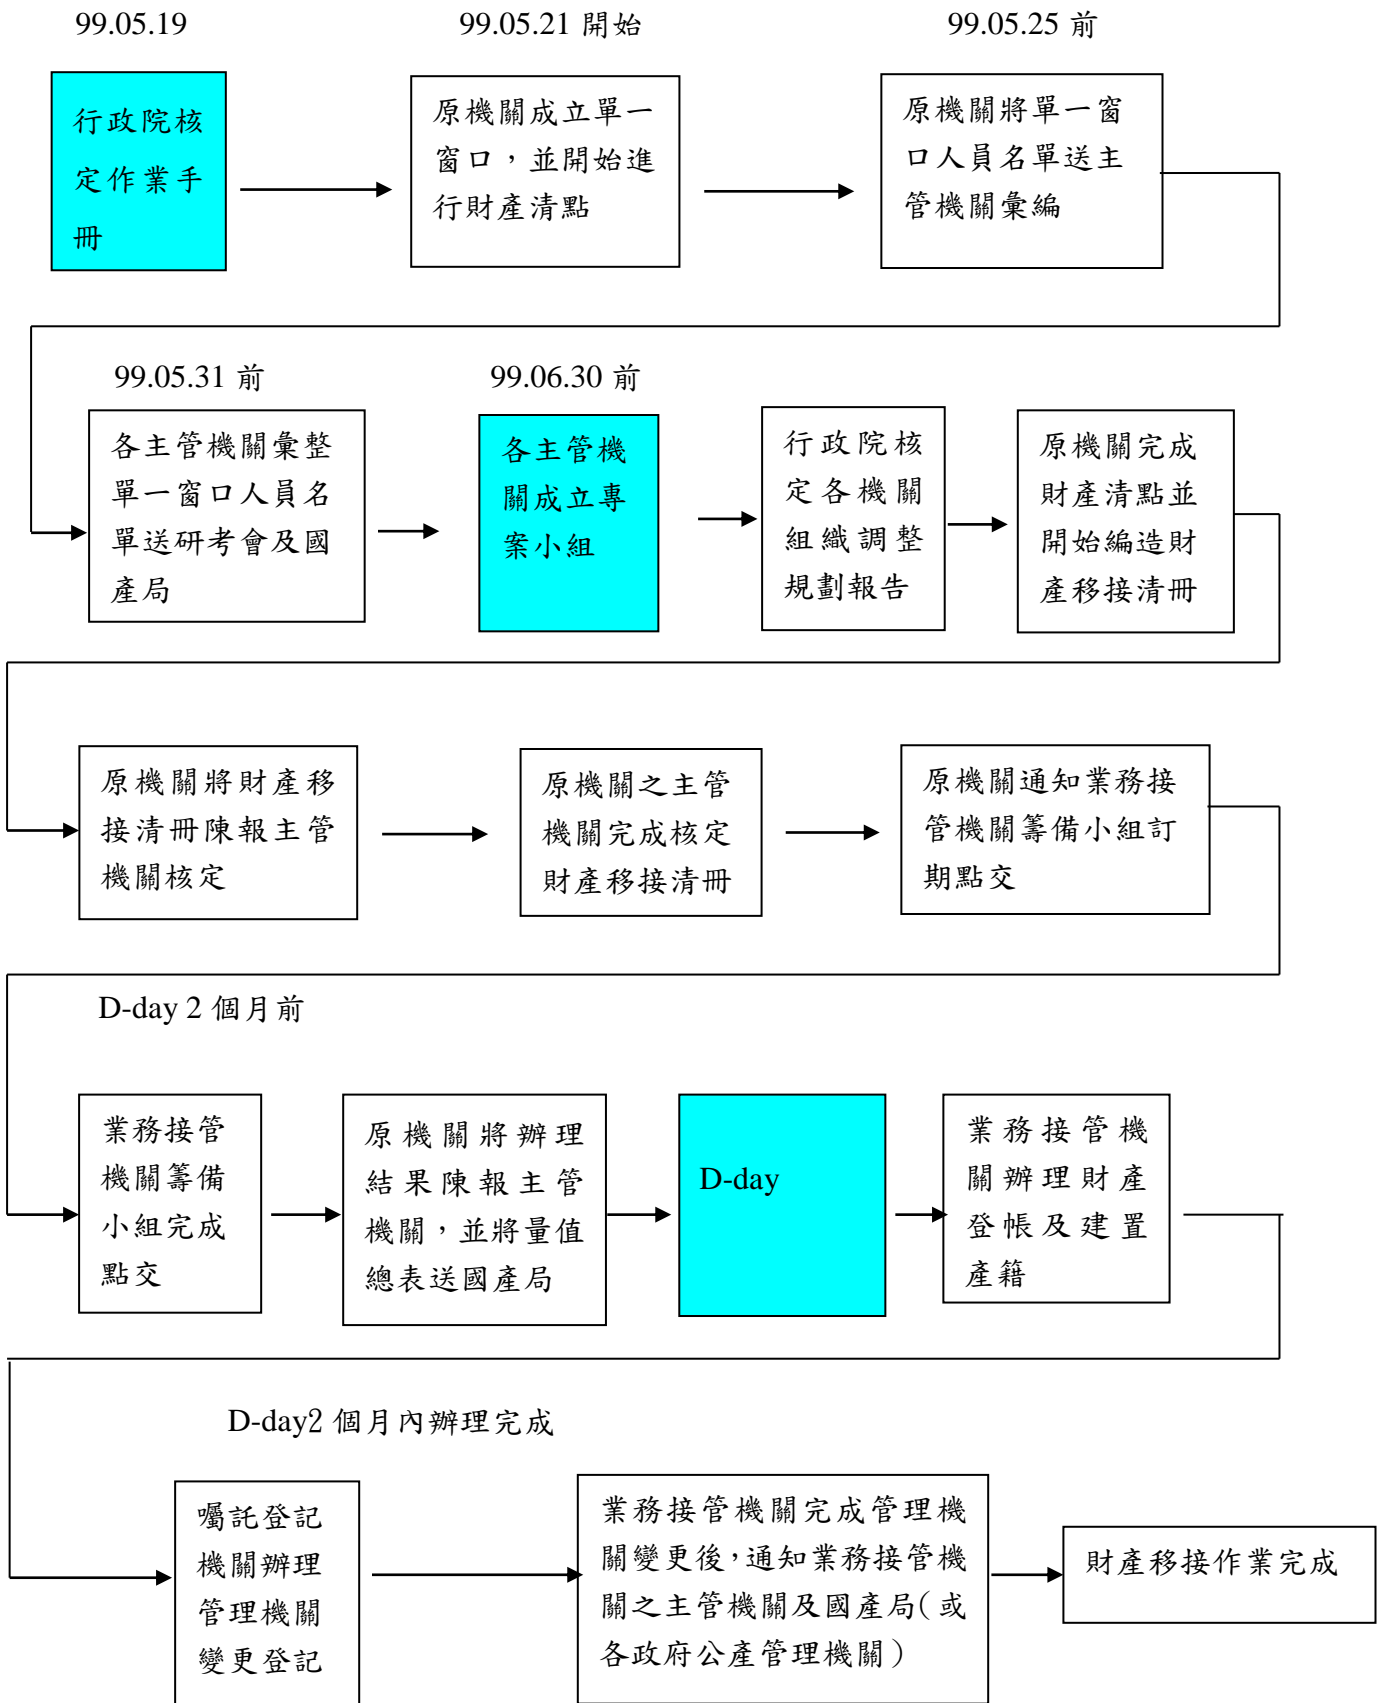 99.05.19
99.05.21 開始
99.05.25 前
行政院核
定作業手
冊
原機關成立單一
窗口，並開始進
行財產清點
原機關將單一窗
口人員名單送主
管機關彙編
99.05.31 前
99.06.30 前
各主管機關彙整
單一窗口人員名
單送研考會及國
產局
各主管機
關成立專
案小組
行政院核
定各機關
組織調整
規劃報告
原機關完成
財產清點並
開始編造財
產移接清冊
原機關將財產移
接清冊陳報主管
機關核定
原機關之主管
機關完成核定
財產移接清冊
原機關通知業務接
管機關籌備小組訂
期點交
D-day 2 個月前
業務接管
機關籌備
小組完成
點交
原機關將辦理
結果陳報主管
機關，並將量值
總表送國產局
D-day
業務接管機
關辦理財產
登帳及建置
產籍
D-day2 個月內辦理完成
囑託登記
機關辦理
管理機關
變更登記
業務接管機關完成管理機
關變更後，通知業務接管機
關之主管機關及國產局（或
各政府公產管理機關）
財產移接作業完成